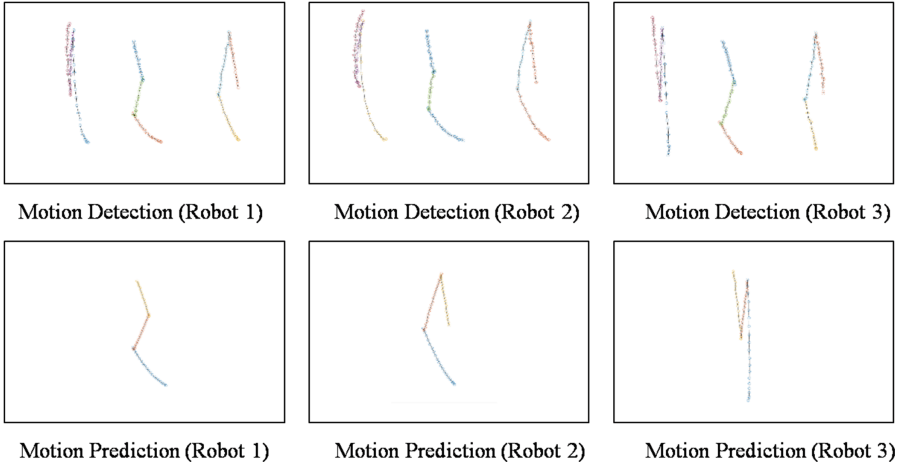 Motion Detection (Robot 1)
Motion Detection (Robot 2)
Motion Detection (Robot 3)
Motion Prediction (Robot 1)
Motion Prediction (Robot 2)
Motion Prediction (Robot 3)